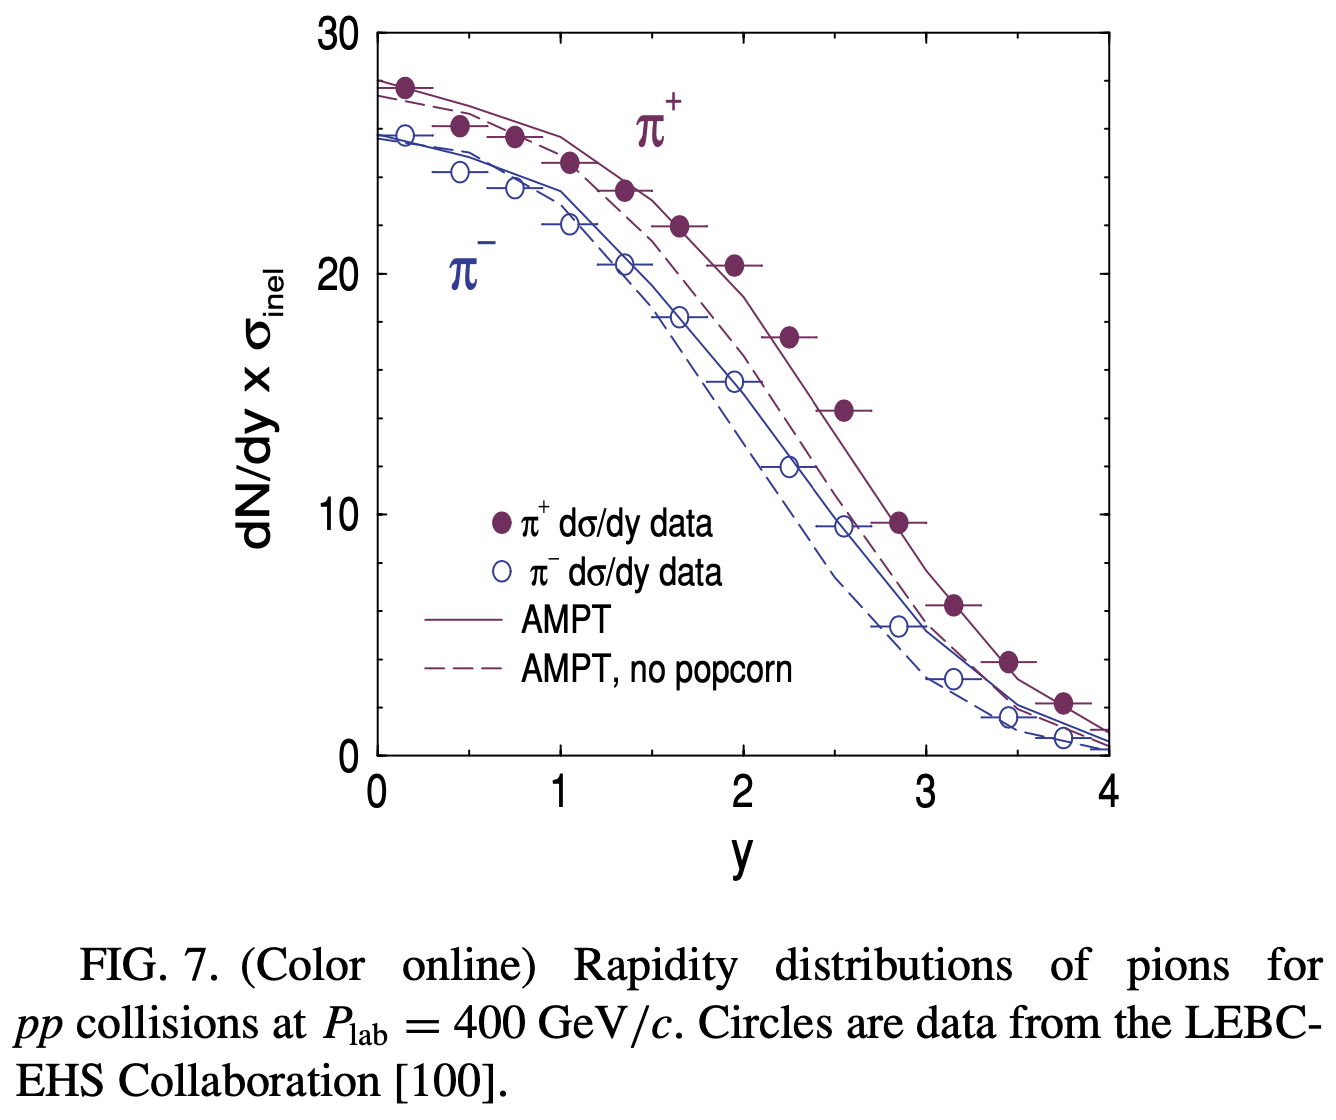 30
20
10
0
0 1 2 3 4
y
dN/dy x σinel
π+
π−
π+ dσ/dy data
π− dσ/dy data
AMPT
AMPT, no popcorn
FIG. 7. (Color online) Rapidity distributions of pions for
pp collisions at Plab = 400 GeV/c. Circles are data from the LEBC-
EHS Collaboration [100].